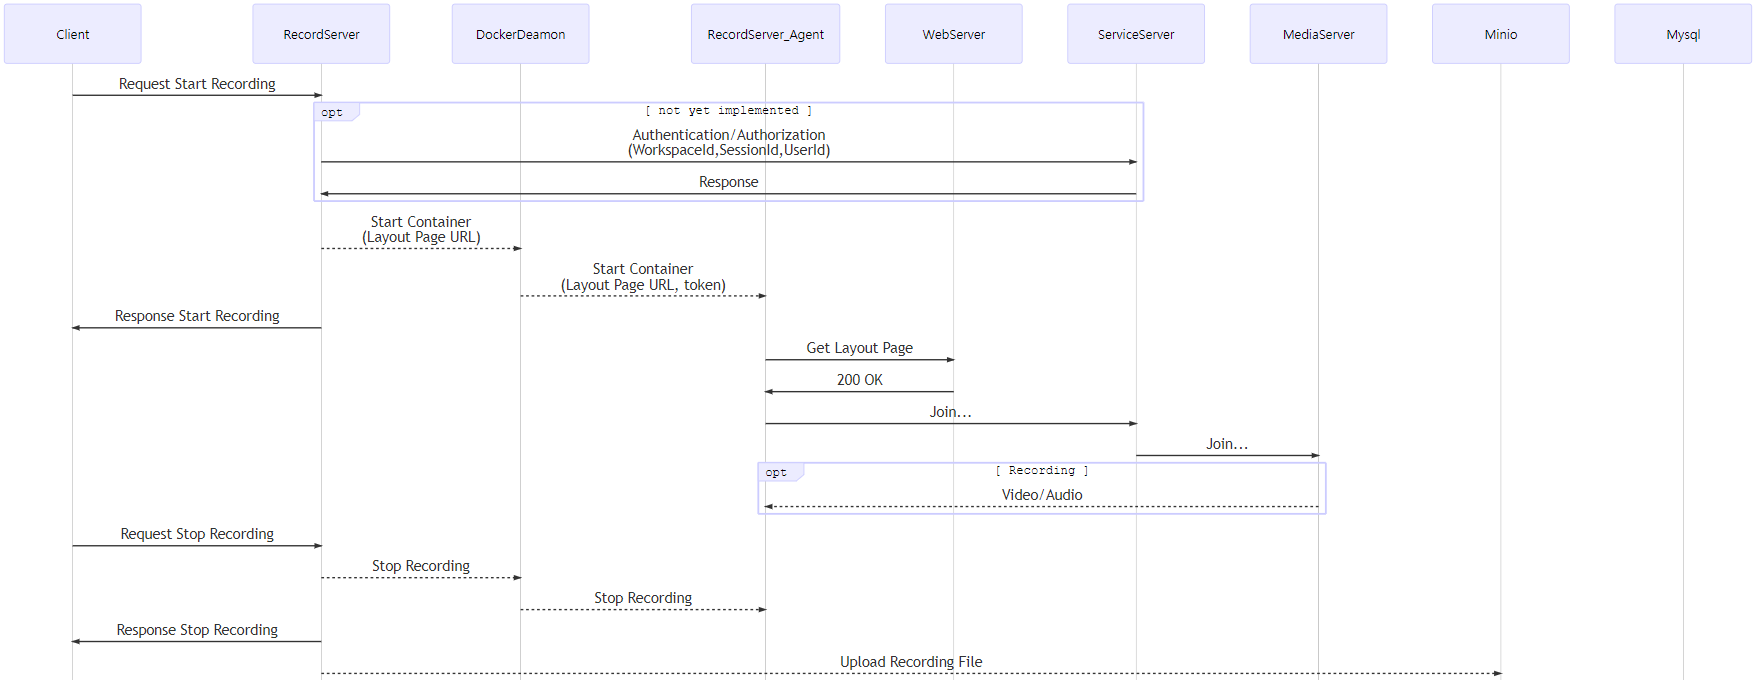 Client
RecordServer
DockerDeamon
RecordServer_Agent
WebServer
ServiceServer
MediaServer
Minio
Mysql
Request Start Recording
opt
[ not yet implemented ]
Authentication/Authorization
(WorkspaceId,SessionId,UserId)
Response
Start Container
(Layout Page URL)
Start Container
(Layout Page URL, token)
Response Start Recording
Get Layout Page
200 OK
Join...
Join...
opt
[ Recording ]
Video/Audio
Request Stop Recording
Stop Recording
Stop Recording
Response Stop Recording
Upload Recording File